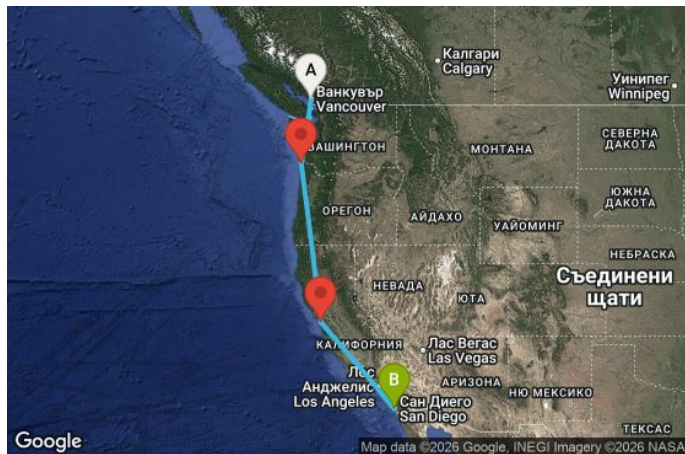 A
Калгари
Calgary
Ванкувър
Vancouver
Уинипег
Winnipeg
ВАШИНГТОН
МОНТАНА
СЕВЕРНА
ДАКОТА
ОРЕГОН
АЙДАХО
ЮЖНА
ДАКОТА
УАЙОМИНГ
НЕБРАСКА
Съединени
щати
НЕВАДА
ЮТА
КАЛИФОРНИЯ
Лас Вегас
Las Vegas
Лос
Анджелис
Los Angeles
B
АРИЗОНА
НЮ МЕКСИКО
Сан Диего
San Diego
ТЕКСАС
Google
Map data ©2026 Google, INEGI Imagery ©2026 NASA